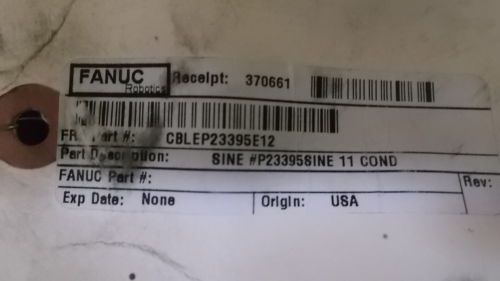 FANUC Receipt: 370661
Robotics
Part #: CBLEP23395E12
Part Description: SINE #P23395SINE 11 COND
FANUC Part #: Rev:
Exp Date: None Origin: USA